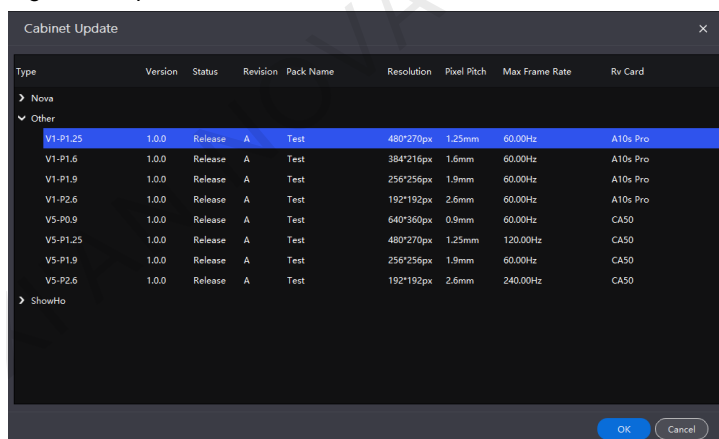 Cabinet Update
Type Version Status Revision Pack Name Resolution Pixel Pitch Max Frame Rate Rv Card
Nova
Other
V1-P1.25 1.0.0 Release A Test 480*270px 1.25mm 60.00Hz A10s Pro
V1-P1.6 1.0.0 Release A Test 384*216px 1.6mm 60.00Hz A10s Pro
V1-P1.9 1.0.0 Release A Test 256*256px 1.9mm 60.00Hz A10s Pro
V1-P2.6 1.0.0 Release A Test 192*192px 2.6mm 60.00Hz A10s Pro
V5-P0.9 1.0.0 Release A Test 640*360px 0.9mm 60.00Hz CA50
V5-P1.25 1.0.0 Release A Test 480*270px 1.25mm 120.00Hz CA50
V5-P1.9 1.0.0 Release A Test 256*256px 1.9mm 60.00Hz CA50
V5-P2.6 1.0.0 Release A Test 192*192px 2.6mm 240.00Hz CA50
ShowHo
OK Cancel